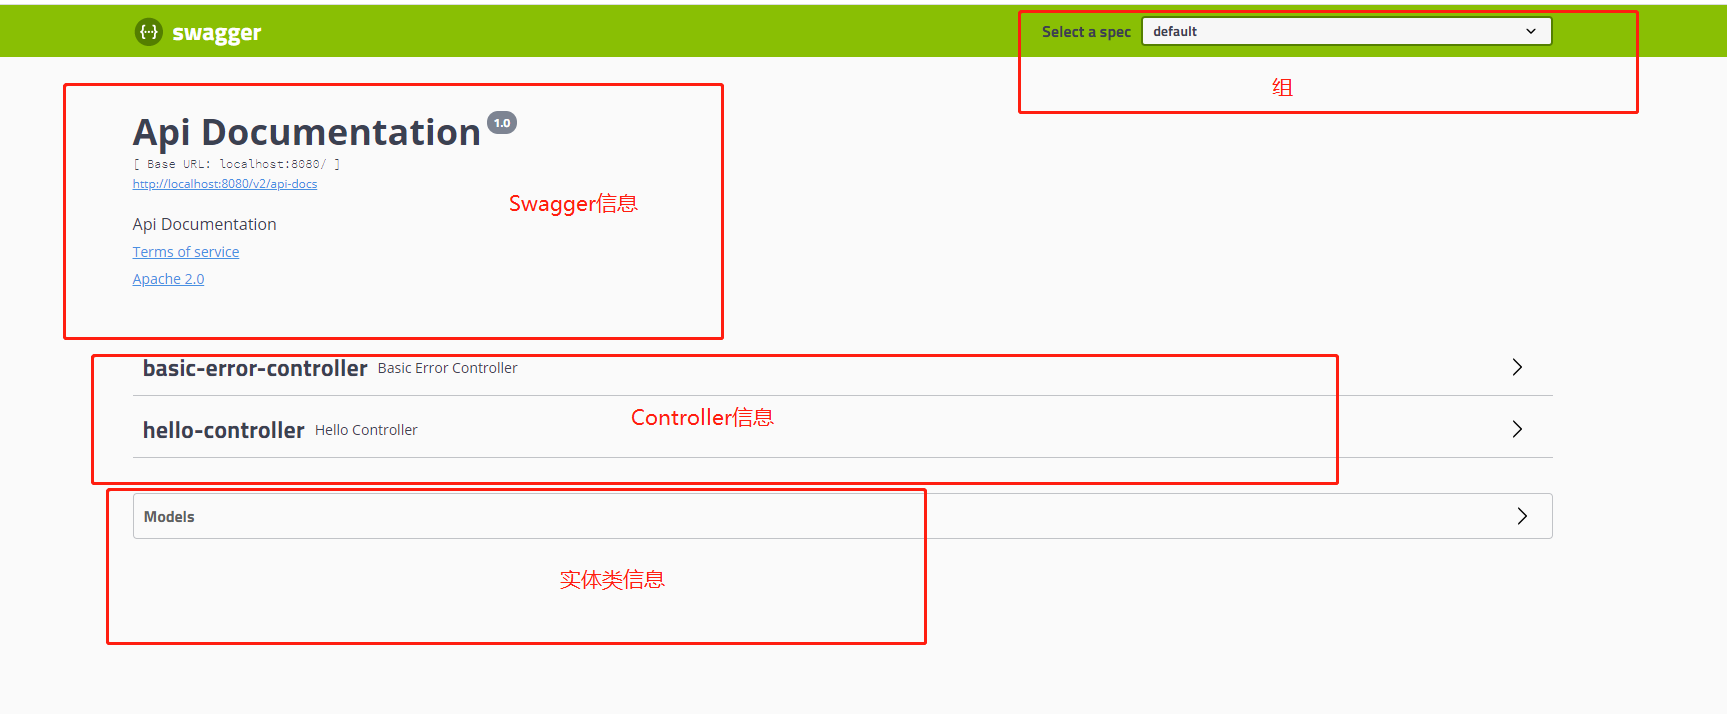 swagger
Select a spec default
组
Api Documentation 1.0
[ Base URL: localhost:8080/ ]
http://localhost:8080/v2/api-docs
Swagger信息
Api Documentation
Terms of service
Apache 2.0
basic-error-controller Basic Error Controller
Controller信息
hello-controller Hello Controller
Models
实体类信息